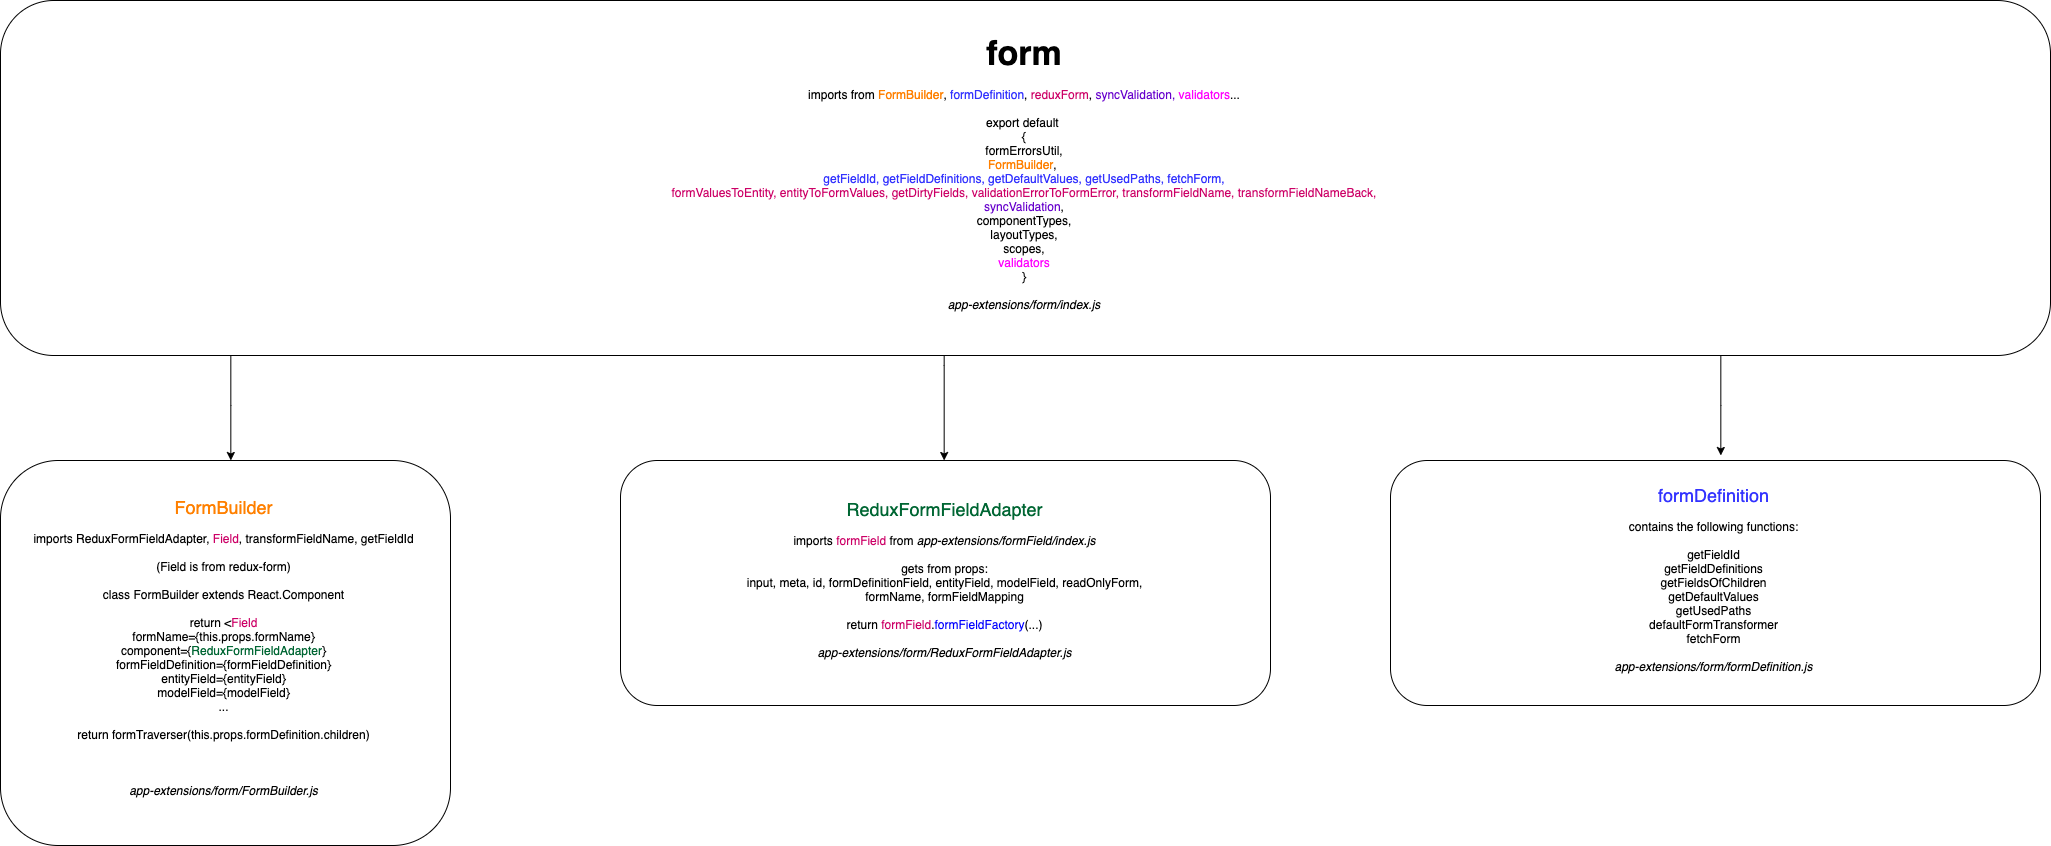 form
imports from FormBuilder, formDefinition, reduxForm, syncValidation, validators...
export default
{
formErrorsUtil,
FormBuilder,
getFieldId, getFieldDefinitions, getDefaultValues, getUsedPaths, fetchForm,
formValuesToEntity, entityToFormValues, getDirtyFields, validationErrorToFormError, transformFieldName, transformFieldNameBack,
syncValidation,
componentTypes,
layoutTypes,
scopes,
validators
}
app-extensions/form/index.js
FormBuilder
imports ReduxFormFieldAdapter, Field, transformFieldName, getFieldId
(Field is from redux-form)
class FormBuilder extends React.Component
return <Field
formName={this.props.formName}
component={ReduxFormFieldAdapter}
formFieldDefinition={formFieldDefinition}
entityField={entityField}
modelField={modelField}
...
return formTraverser(this.props.formDefinition.children)
app-extensions/form/FormBuilder.js
ReduxFormFieldAdapter
imports formField from app-extensions/formField/index.js
gets from props:
input, meta, id, formDefinitionField, entityField, modelField, readOnlyForm,
formName, formFieldMapping
return formField.formFieldFactory(...)
app-extensions/form/ReduxFormFieldAdapter.js
formDefinition
contains the following functions:
getFieldId
getFieldDefinitions
getFieldsOfChildren
getDefaultValues
getUsedPaths
defaultFormTransformer
fetchForm
app-extensions/form/formDefinition.js